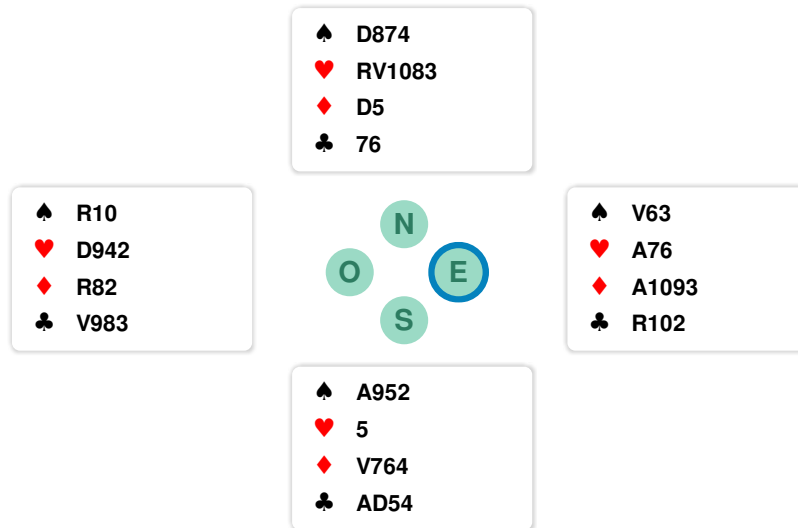 ♠ D874
♥ RV1083
♦ D5
♣ 76
♠ R10
♥ D942
♦ R82
♣ V983
N
O E
S
♠ V63
♥ A76
♦ A1093
♣ R102
♠ A952
♥ 5
♦ V764
♣ AD54